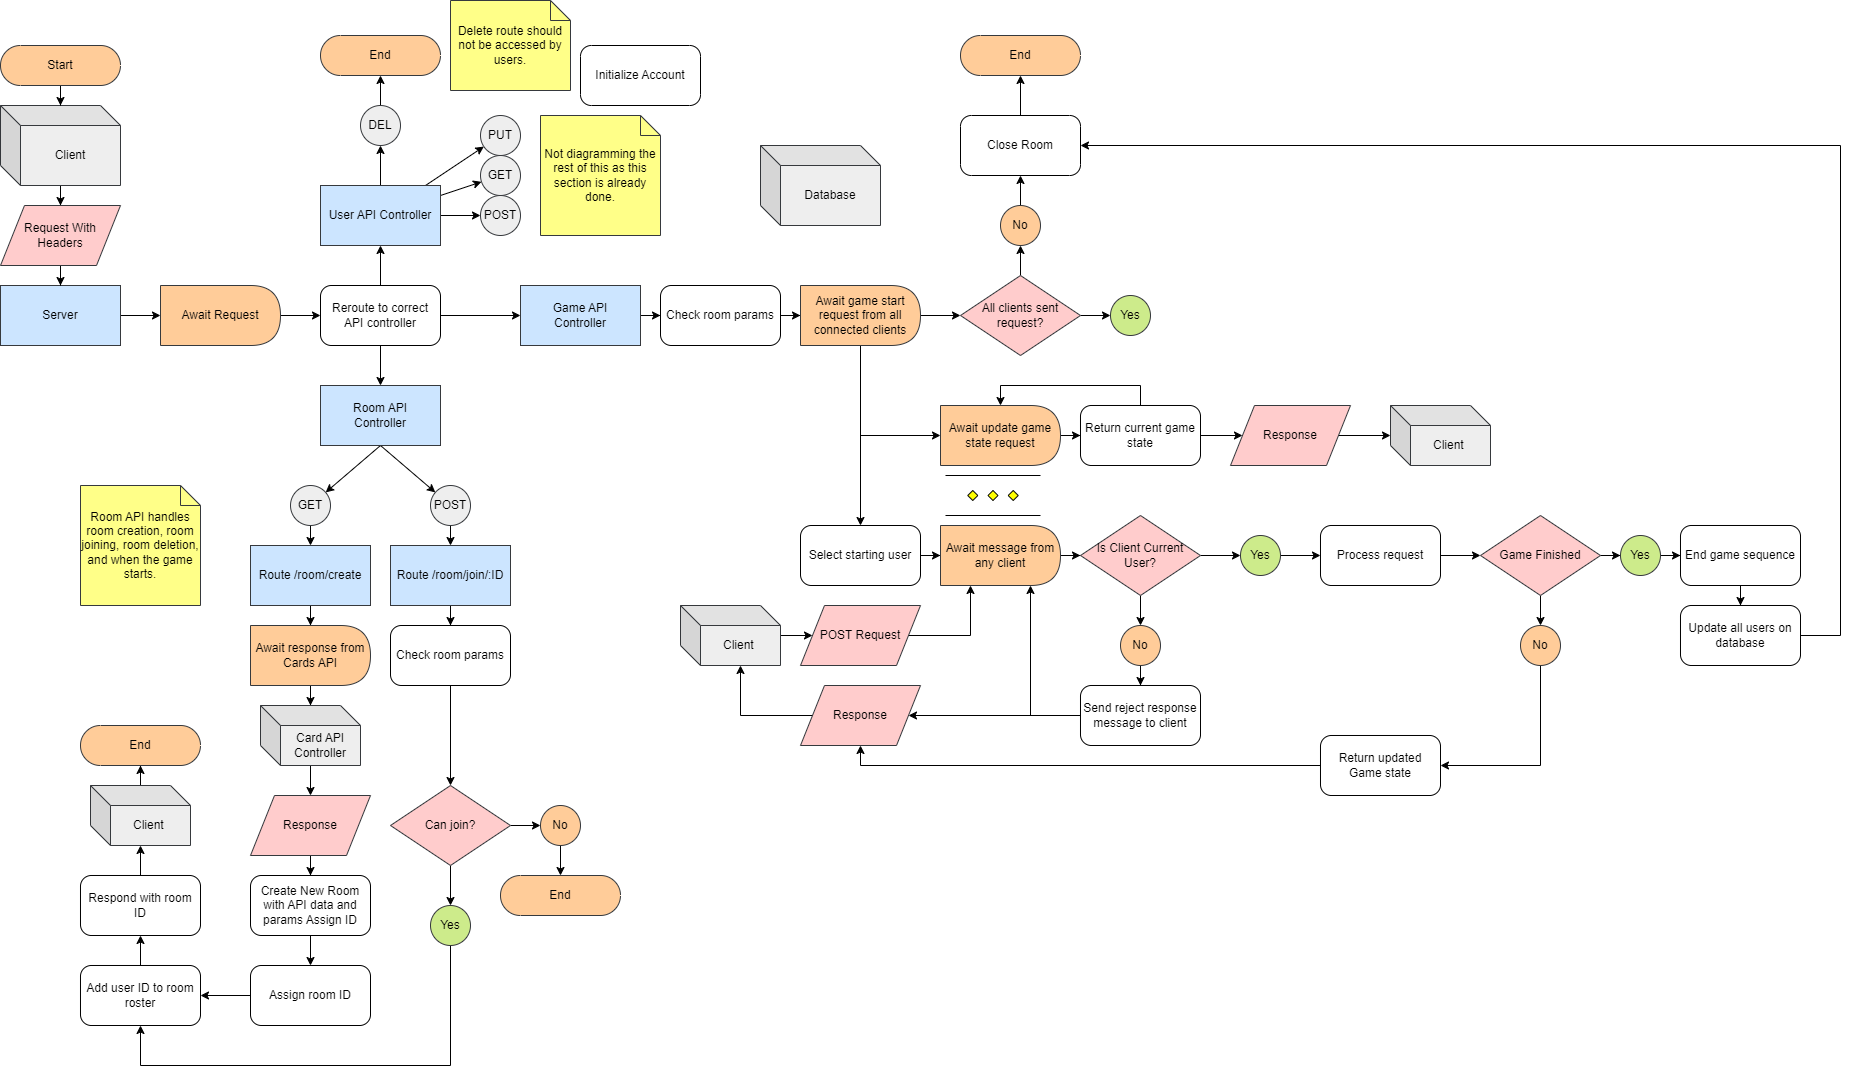 Start
Client
Request With
Headers
Server
Await Request
End
DEL
Delete route should
not be accessed by
users.
Initialize Account
PUT
GET
POST
Not diagramming the
rest of this as this
section is already
done.
User API Controller
Database
End
Close Room
No
Reroute to correct
API controller
Game API
Controller
Check room params
Await game start
request from all
connected clients
All clients sent
request?
Yes
Room API
Controller
GET
POST
Room API handles
room creation, room
joining, room deletion,
and when the game
starts.
Route /room/create
Route /room/join/:ID
Await response from
Cards API
Check room params
Card API
Controller
End
Client
Response
Can join?
No
End
Respond with room
ID
Create New Room
with API data and
params Assign ID
Yes
Add user ID to room
roster
Assign room ID
Await update game
state request
Return current game
state
Response
Client
Select starting user
Await message from
any client
Is Client Current
User?
Yes
Process request
Game Finished
Yes
End game sequence
Client
POST Request
No
No
Update all users on
database
Response
Send reject response
message to client
Return updated
Game state